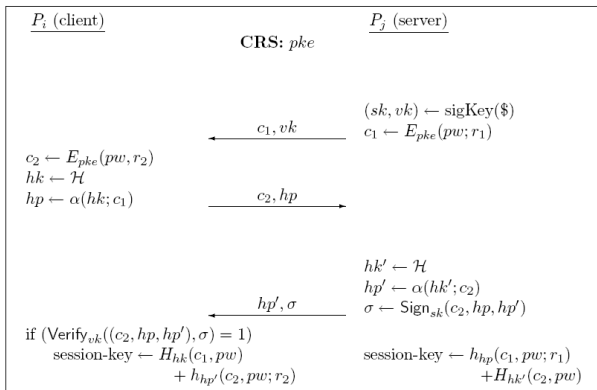 P_i (client)
P_j (server)
CRS: pke
(sk, vk) ← sigKey($)
c_1 ← E_pke(pw; r_1)
c_1, vk
c_2 ← E_pke(pw, r_2)
hk ← ℋ
hp ← α(hk; c_1)
c_2, hp
hk′ ← ℋ
hp′ ← α(hk′; c_2)
σ ← Sign_sk(c_2, hp, hp′)
hp′, σ
if (Verify_vk((c_2, hp, hp′), σ) = 1)
session-key ← H_hk(c_1, pw)
+ h_hp′(c_2, pw; r_2)
session-key ← h_hp(c_1, pw; r_1)
+H_hk′(c_2, pw)